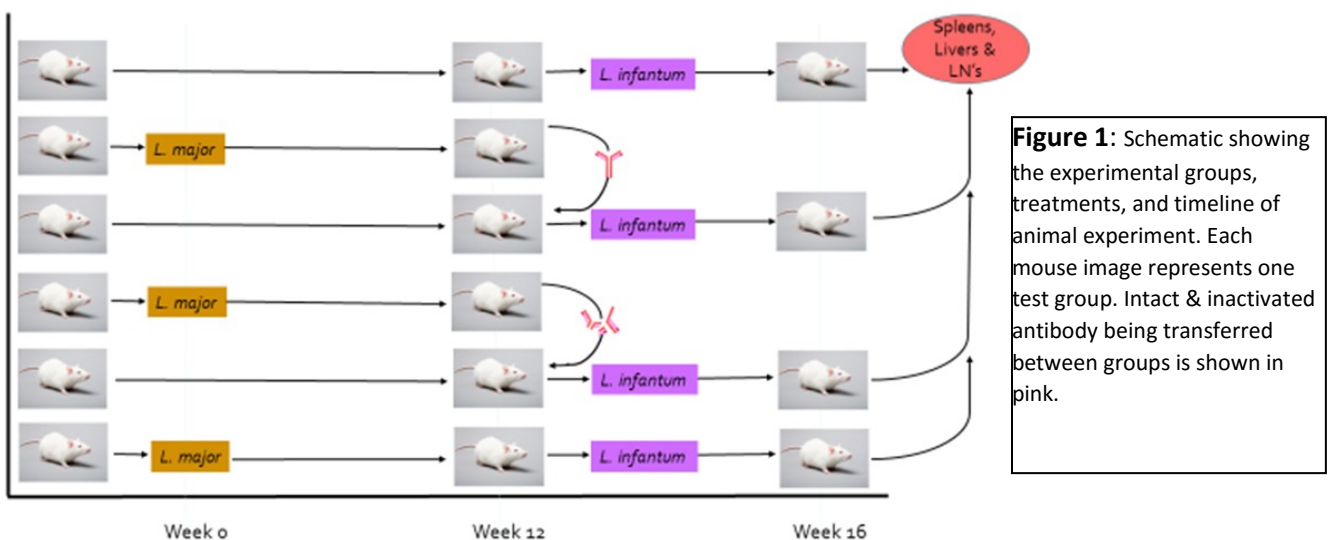 Spleens,
Livers &
LN's
L. infantum
L. major
L. infantum
L. major
L. infantum
L. major
L. infantum
Week 0
Week 12
Week 16
Figure 1: Schematic showing
the experimental groups,
treatments, and timeline of
animal experiment. Each
mouse image represents one
test group. Intact & inactivated
antibody being transferred
between groups is shown in
pink.